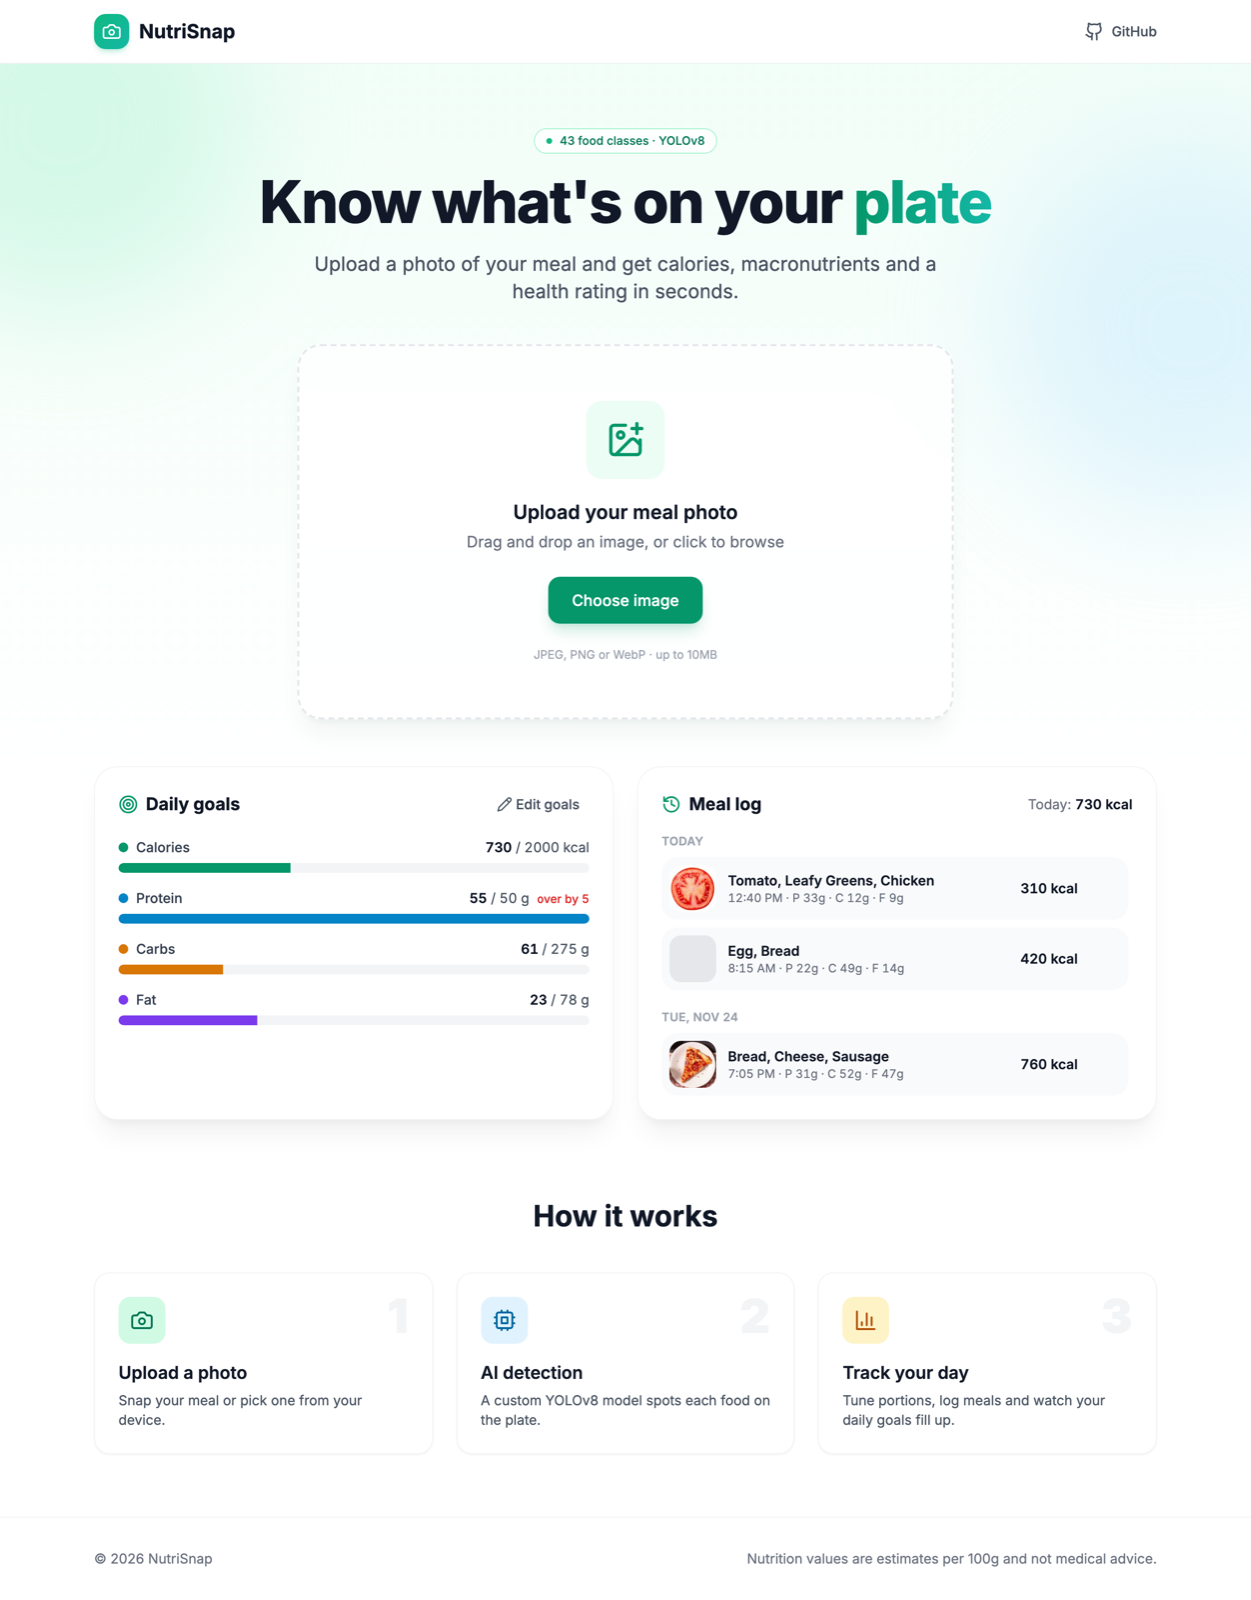 NutriSnap
GitHub
43 food classes · YOLOv8
Know what's on your plate
Upload a photo of your meal and get calories, macronutrients and a
health rating in seconds.
Upload your meal photo
Drag and drop an image, or click to browse
Choose image
JPEG, PNG or WebP · up to 10MB
Daily goals
Edit goals
Calories
730 / 2000 kcal
Protein
55 / 50 g over by 5
Carbs
61 / 275 g
Fat
23 / 78 g
Meal log
Today: 730 kcal
TODAY
Tomato, Leafy Greens, Chicken
12:40 PM · P 33g · C 12g · F 9g
310 kcal
Egg, Bread
8:15 AM · P 22g · C 49g · F 14g
420 kcal
TUE, NOV 24
Bread, Cheese, Sausage
7:05 PM · P 31g · C 52g · F 47g
760 kcal
How it works
1
Upload a photo
Snap your meal or pick one from your
device.
2
AI detection
A custom YOLOv8 model spots each food on
the plate.
3
Track your day
Tune portions, log meals and watch your
daily goals fill up.
© 2026 NutriSnap
Nutrition values are estimates per 100g and not medical advice.